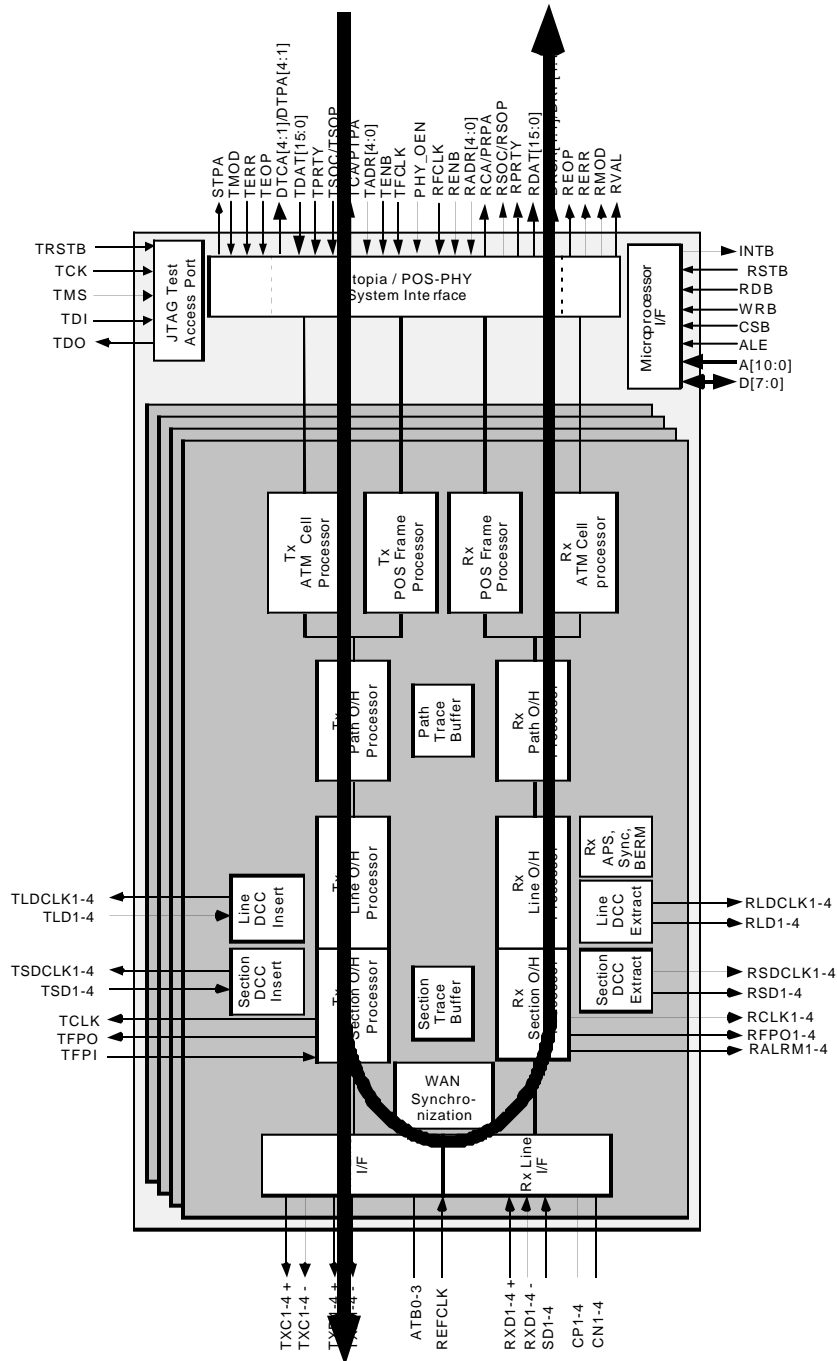 STPA
TMOD
TERR
TEOP
DTCA[4:1]/DTPA[4:1]
TDAT[15:0]
TPRTY
TSOC/TSOP
TCA/PTPA
TADR[4:0]
TENB
TFCLK
PHY_OEN
RFCLK
RENB
RADR[4:0]
RCA/PRPA
RSOC/RSOP
RPRTY
RDAT[15:0]
REOP
RERR
RMOD
RVAL
TRSTB
TCK
TMS
TDI
TDO
JTAG Test
Access Port
/ POS-PHY
System Interface
Microprocessor
I/F
INTB
RSTB
RDB
WRB
CSB
ALE
A[10:0]
D[7:0]
Tx
ATM Cell
Processor
Tx
POS Frame
Processor
Rx
POS Frame
Processor
Rx
ATM Cell
processor
Path O/H
Processor
Path
Trace
Buffer
Rx
Path O/H
Line O/H
Processor
Rx
Line O/H
Rx
APS,
Sync,
BERM
Line
DCC
Insert
Line
DCC
Extract
TLDCLK1-4
TLD1-4
RLDCLK1-4
RLD1-4
Section
DCC
Insert
Section O/H
Processor
Section
Trace
Buffer
Rx
Section O/H
Section
DCC
Extract
TSDCLK1-4
TSD1-4
TCLK
TFPO
TFPI
RSDCLK1-4
RSD1-4
RCLK1-4
RFPO1-4
RALRM1-4
WAN
Synchro-
nization
I/F
Rx Line
I/F
TXC1-4 +
TXC1-4 -
ATB0-3
REFCLK
RXD1-4 +
RXD1-4 -
SD1-4
CP1-4
CN1-4